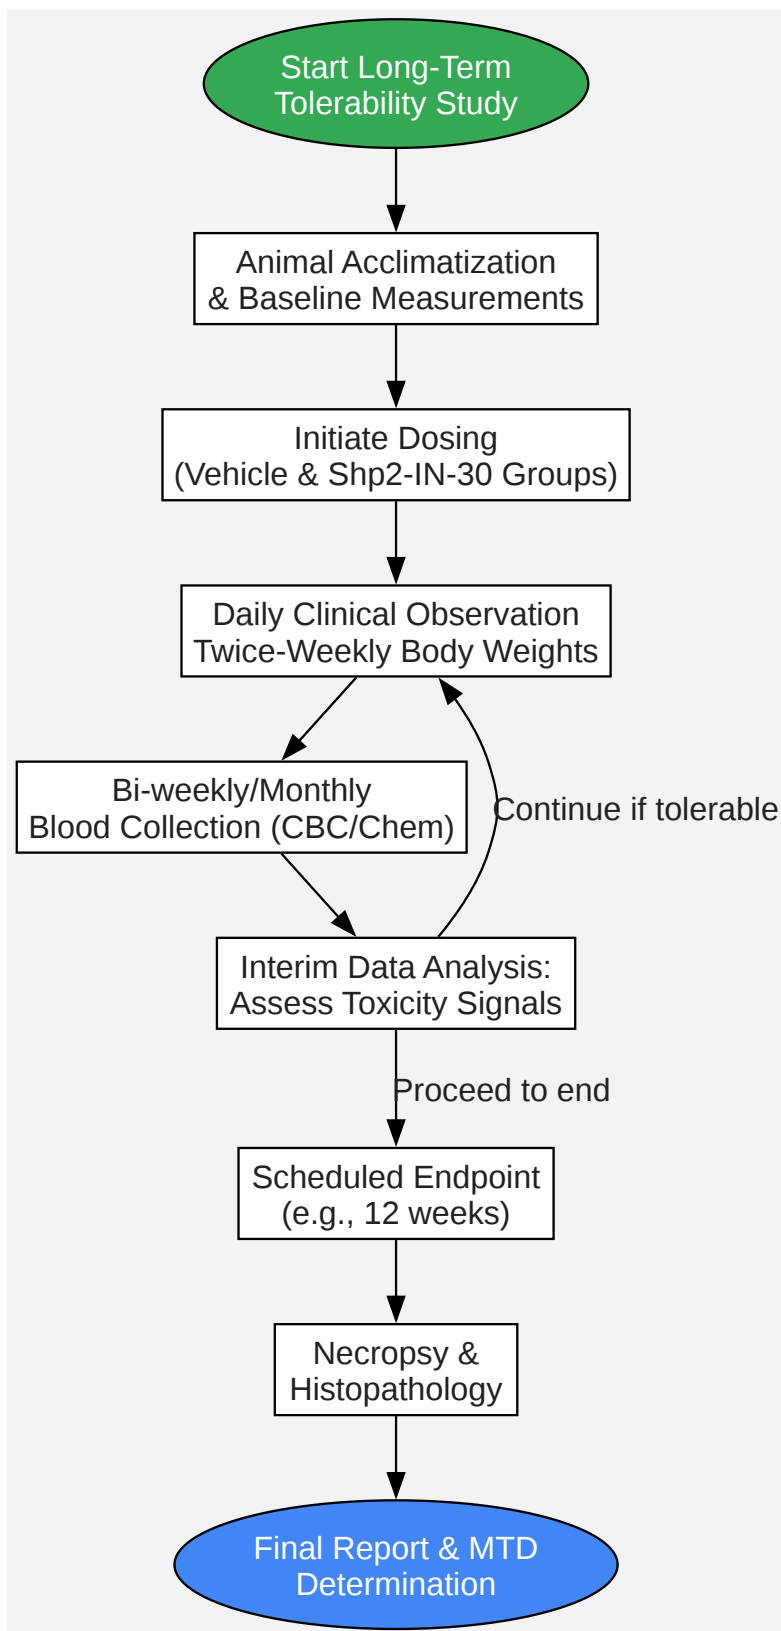 Start Long-Term
Tolerability Study
Animal Acclimatization
& Baseline Measurements
Initiate Dosing
(Vehicle & Shp2-IN-30 Groups)
Daily Clinical Observation
Twice-Weekly Body Weights
Bi-weekly/Monthly
Blood Collection (CBC/Chem)
Continue if tolerable
Interim Data Analysis:
Assess Toxicity Signals
Proceed to end
Scheduled Endpoint
(e.g., 12 weeks)
Necropsy &
Histopathology
Final Report & MTD
Determination